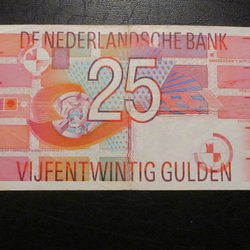 DE NEDERLANDSCHE BANK
25
VIJFENTWINTIG GULDEN